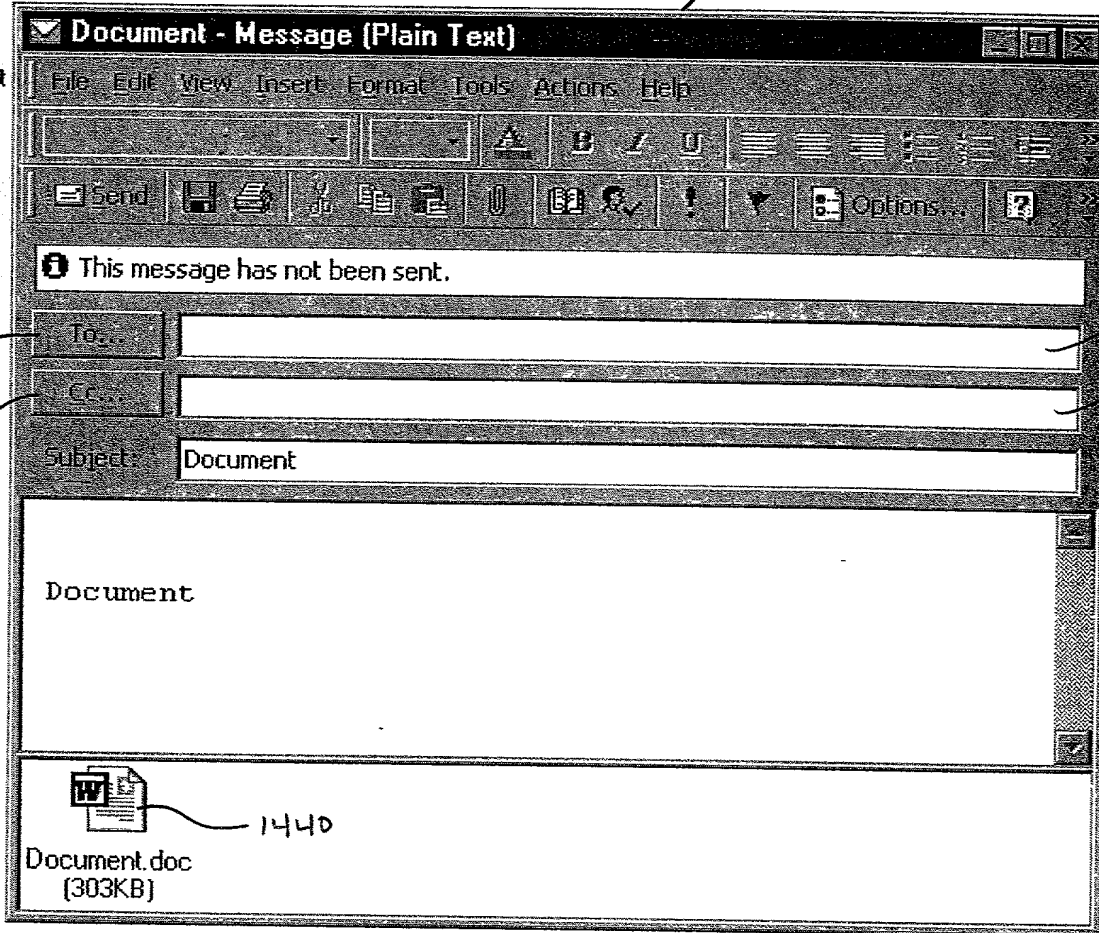 Document - Message (Plain Text)
t
File Edit View Insert Format Tools Actions Help
A B I U
Send Options...
This message has not been sent.
To...
Cc...
Subject: Document
Document
1440
Document.doc
(303KB)